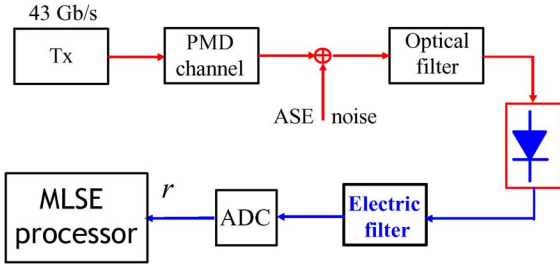 43 Gb/s
Tx
PMD
channel
Optical
filter
ASE noise
MLSE
processor
r
ADC
Electric
filter